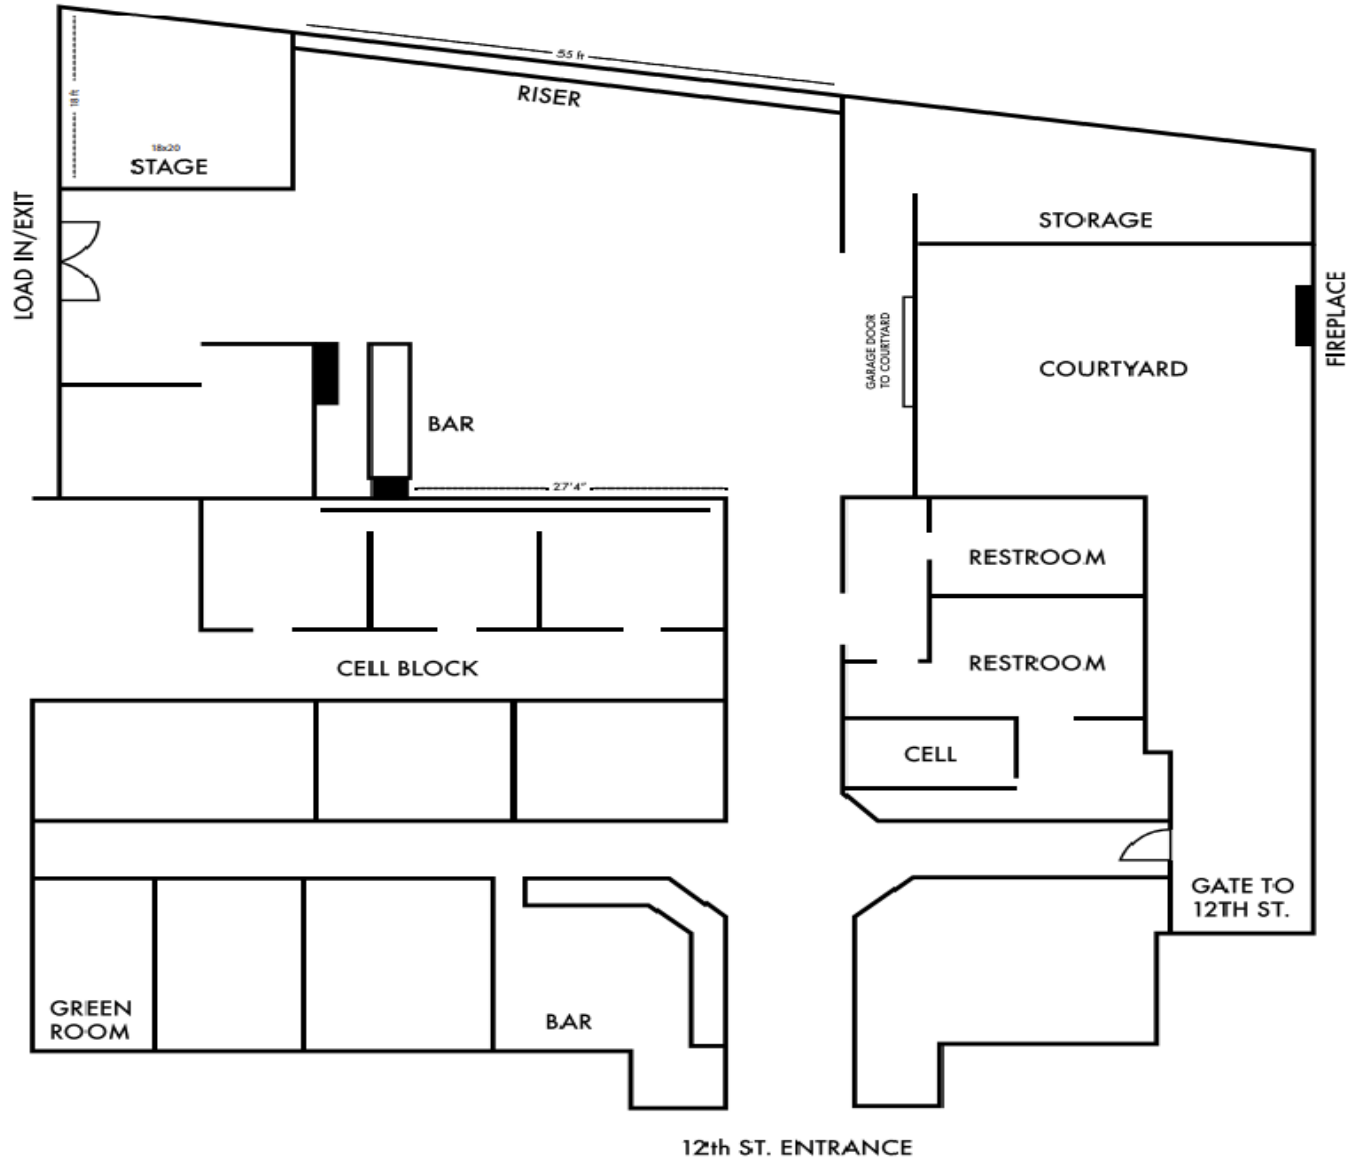 55 ft
RISER
18 ft
18x20
STAGE
LOAD IN/EXIT
STORAGE
GARAGE DOOR
TO COURTYARD
COURTYARD
FIREPLACE
BAR
27'4"
RESTROOM
CELL BLOCK
RESTROOM
CELL
GATE TO
12TH ST.
GREEN
ROOM
BAR
12th ST. ENTRANCE